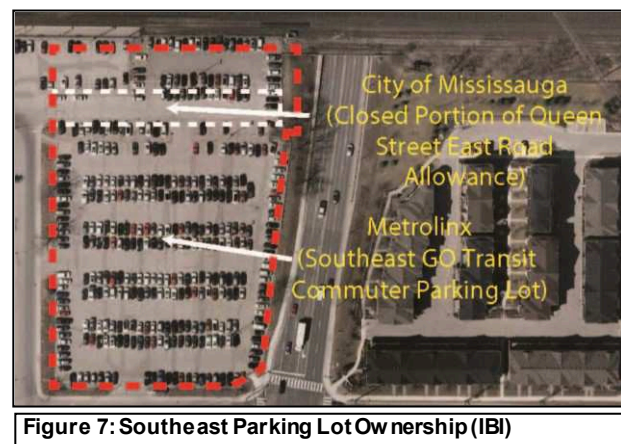 City of Mississauga
(Closed Portion of Queen
Street East Road
Allowance)
Metrolinx
(Southeast GO Transit
Commuter Parking Lot)
Figure 7: Southeast Parking Lot Ownership (IBI)